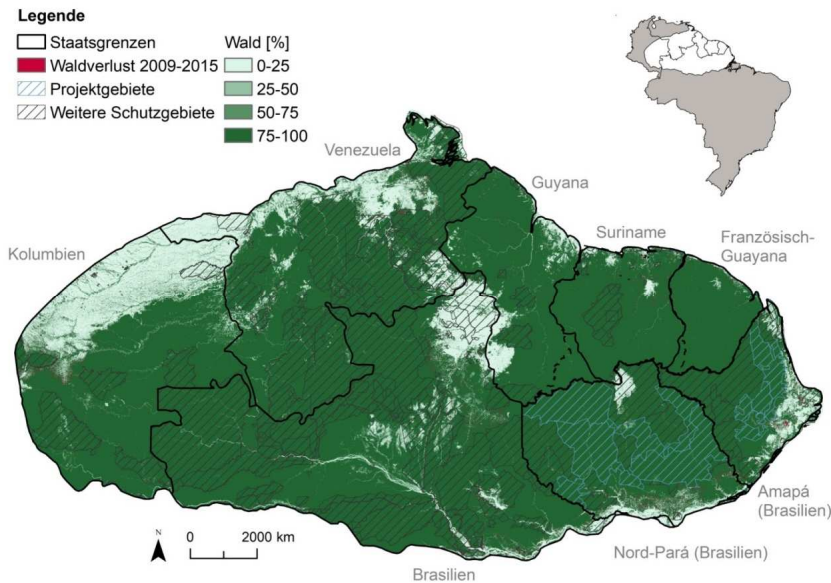 Legende
Staatsgrenzen
Waldverlust 2009-2015
Projektgebiete
Weitere Schutzgebiete
Wald [%]
0-25
25-50
50-75
75-100
Venezuela
Guyana
Suriname
Französisch-
Guayana
Kolumbien
Amapá
(Brasilien)
Nord-Pará (Brasilien)
Brasilien
N
0 2000 km